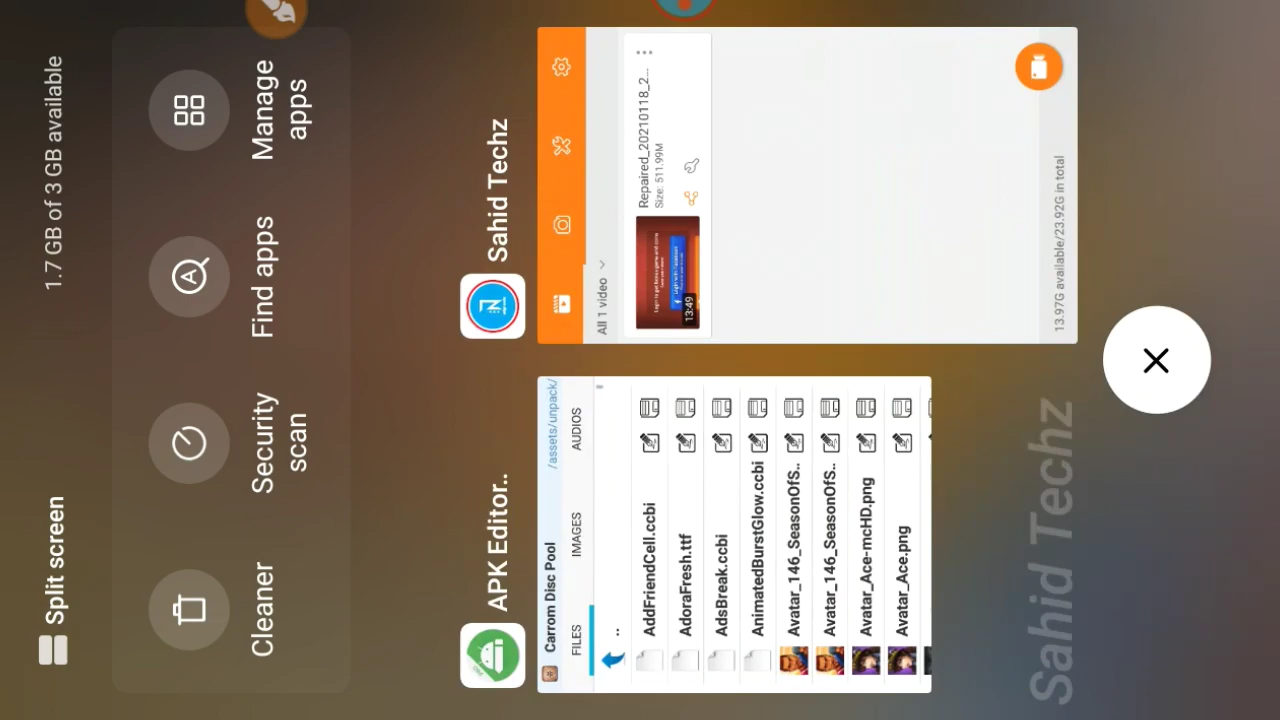 Split screen
1.7 GB of 3 GB available
Cleaner
Security
scan
Find apps
Manage
apps
APK Editor..
Carrom Disc Pool
/assets/unpack/
FILES
IMAGES
AUDIOS
..
AddFriendCell.ccbi
AdoraFresh.ttf
AdsBreak.ccbi
AnimatedBurstGlow.ccbi
Avatar_146_SeasonOfS..
Avatar_146_SeasonOfS..
Avatar_Ace-mcHD.png
Avatar_Ace.png
Sahid Techz
All 1 video
Repaired_20210118_2...
Size: 511.99M
13:49
13.97G available/23.92G in total
Sahid Techz